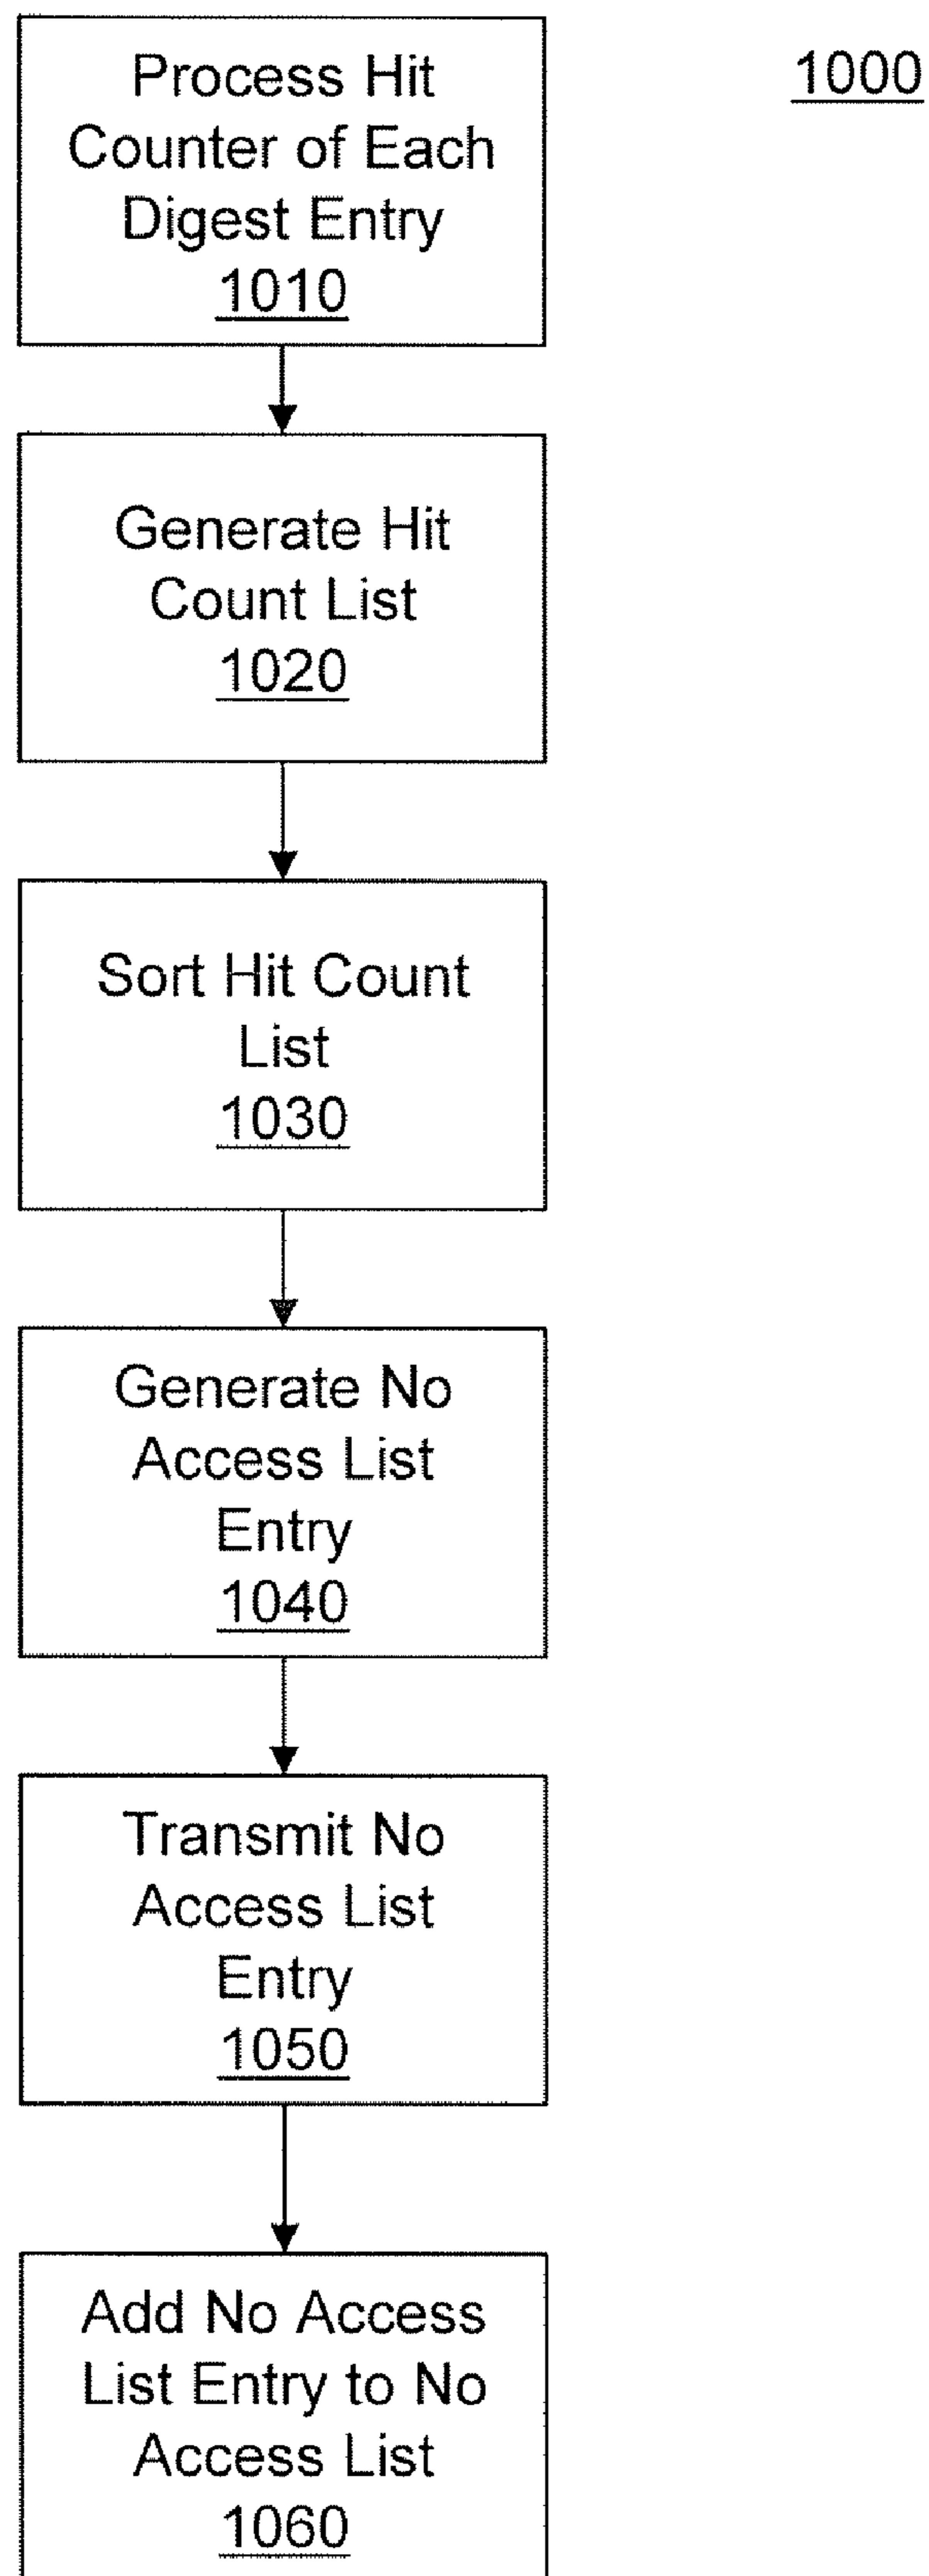 1000
Process Hit
Counter of Each
Digest Entry
1010
Generate Hit
Count List
1020
Sort Hit Count
List
1030
Generate No
Access List
Entry
1040
Transmit No
Access List
Entry
1050
Add No Access
List Entry to No
Access List
1060